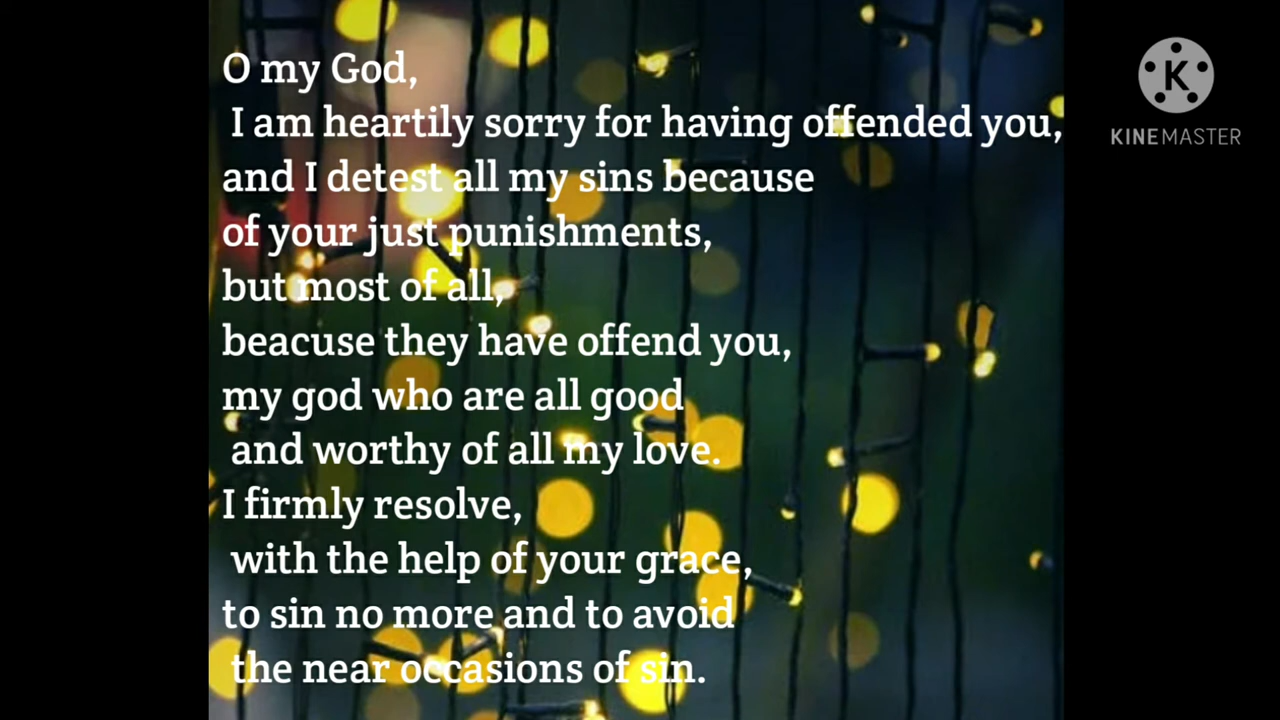 O my God,
I am heartily sorry for having offended you,
and I detest all my sins because
of your just punishments,
but most of all,
beacuse they have offend you,
my god who are all good
and worthy of all my love.
I firmly resolve,
with the help of your grace,
to sin no more and to avoid
the near occasions of sin.
K
KINEMASTER